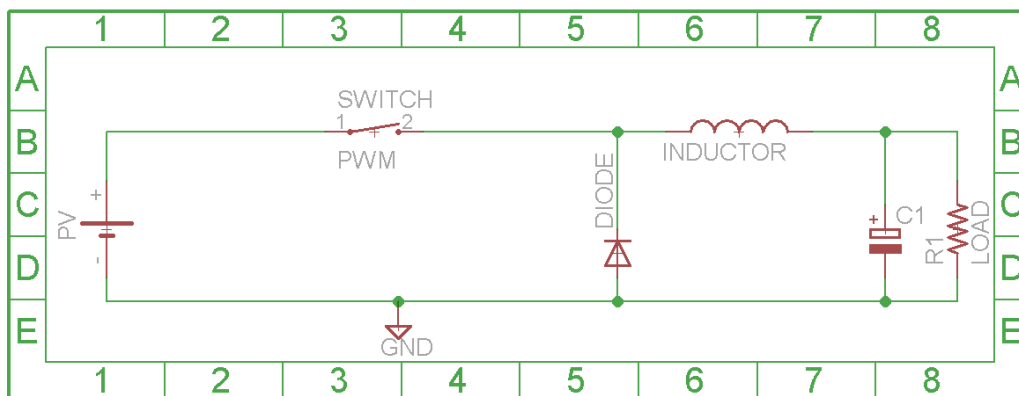 1 2 3 4 5 6 7 8
A A
SWITCH
1 2
B B
PWM
INDUCTOR
DIODE
C C
+
PV
+
C1
R1
LOAD
-
D D
E E
GND
1 2 3 4 5 6 7 8